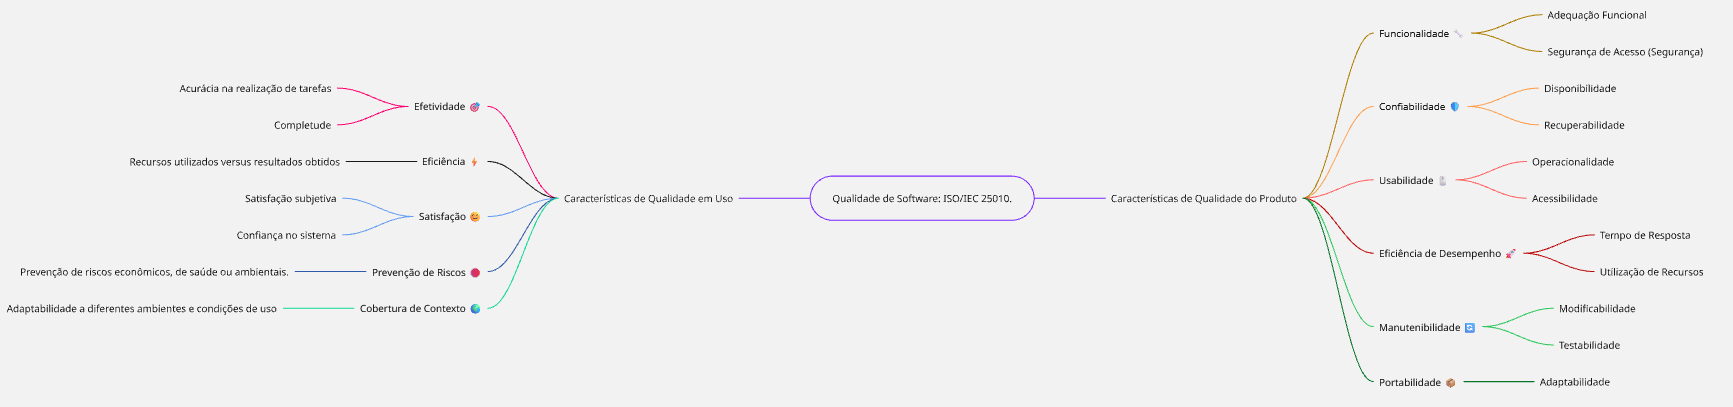 Qualidade de Software: ISO/IEC 25010.
Características de Qualidade em Uso
Efetividade
Acurácia na realização de tarefas
Completude
Eficiência
Recursos utilizados versus resultados obtidos
Satisfação
Satisfação subjetiva
Confiança no sistema
Prevenção de Riscos
Prevenção de riscos econômicos, de saúde ou ambientais.
Cobertura de Contexto
Adaptabilidade a diferentes ambientes e condições de uso
Características de Qualidade do Produto
Funcionalidade
Adequação Funcional
Segurança de Acesso (Segurança)
Confiabilidade
Disponibilidade
Recuperabilidade
Usabilidade
Operacionalidade
Acessibilidade
Eficiência de Desempenho
Tempo de Resposta
Utilização de Recursos
Manutenibilidade
Modificabilidade
Testabilidade
Portabilidade
Adaptabilidade